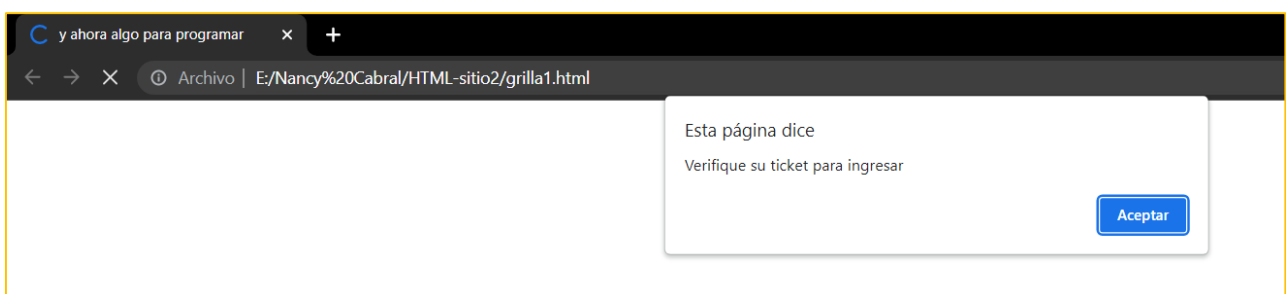 y ahora algo para programar
Archivo | E:/Nancy%20Cabral/HTML-sitio2/grilla1.html
Esta página dice
Verifique su ticket para ingresar
Aceptar